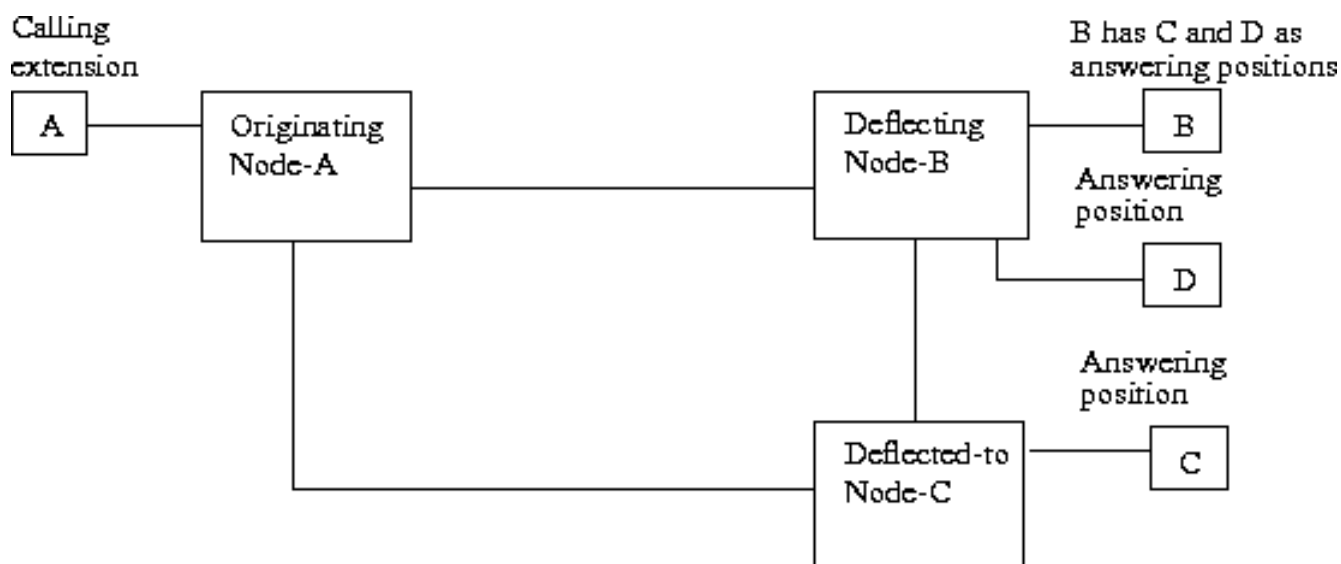 Calling
extension
A
Originating
Node-A
Deflecting
Node-B
B has C and D as
answering positions
B
Answering
position
D
Answering
position
Deflected-to
Node-C
C